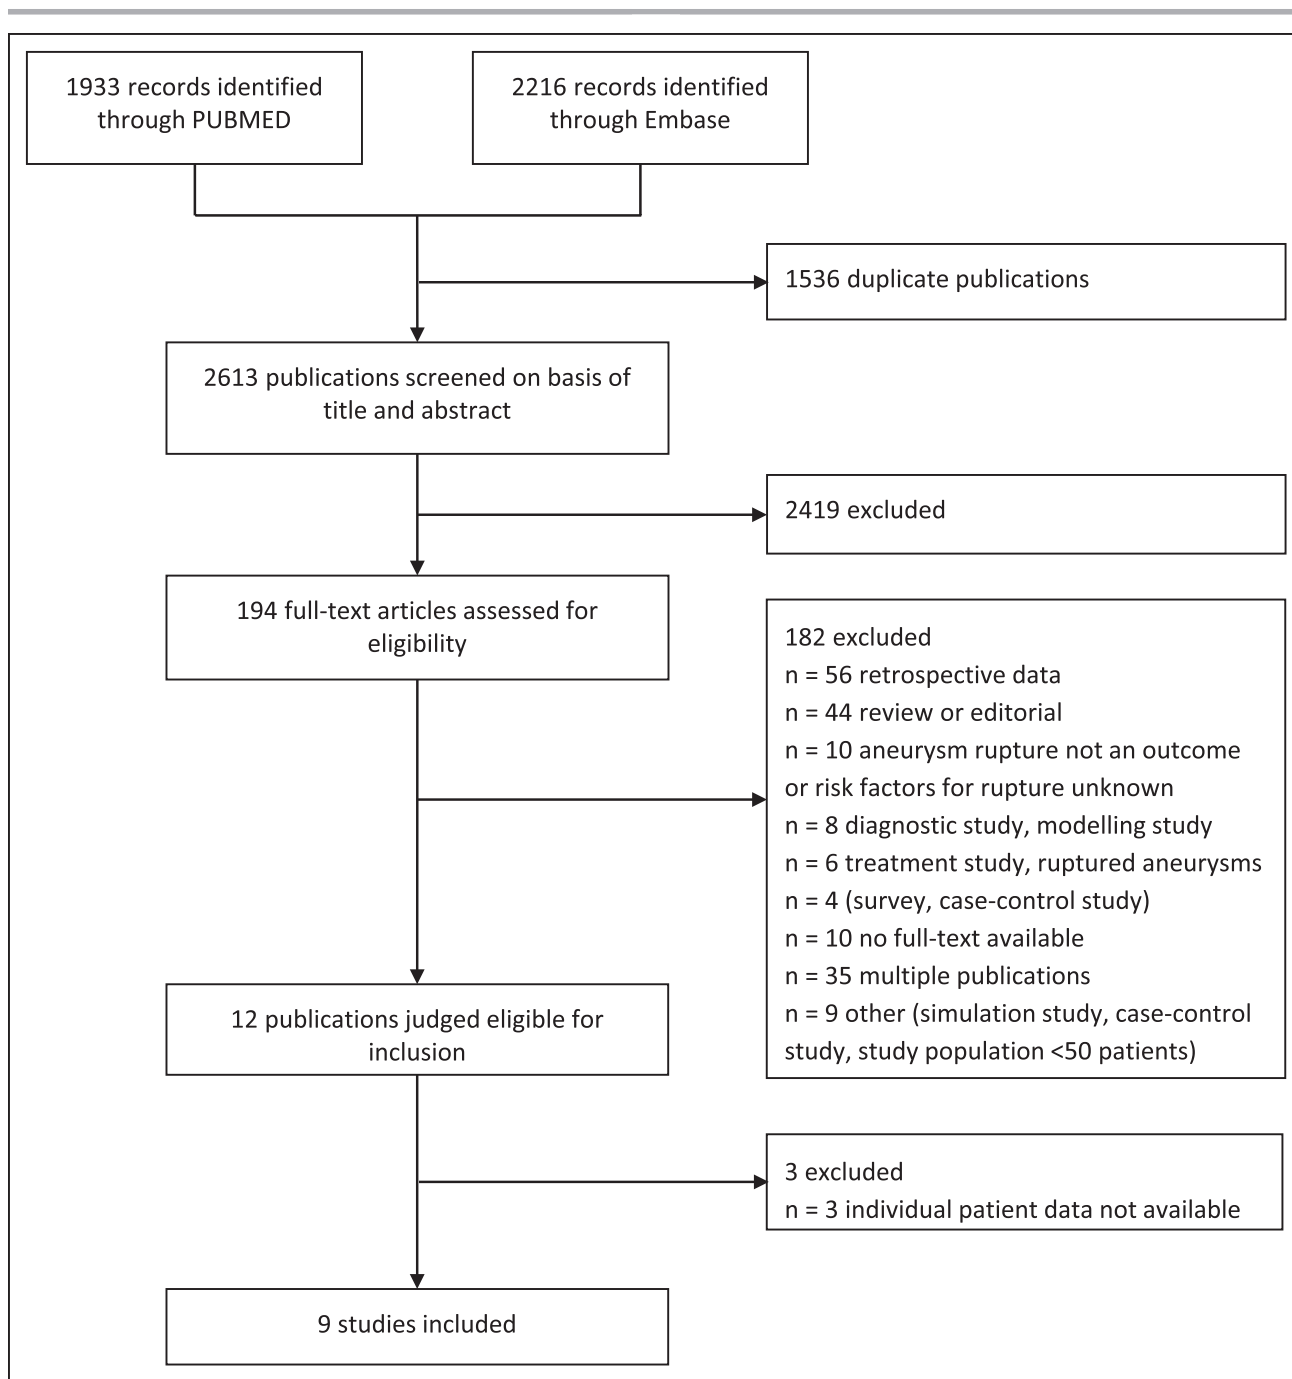 1933 records identified
through PUBMED
2216 records identified
through Embase
1536 duplicate publications
2613 publications screened on basis of
title and abstract
2419 excluded
194 full-text articles assessed for
eligibility
182 excluded
n = 56 retrospective data
n = 44 review or editorial
n = 10 aneurysm rupture not an outcome
or risk factors for rupture unknown
n = 8 diagnostic study, modelling study
n = 6 treatment study, ruptured aneurysms
n = 4 (survey, case-control study)
n = 10 no full-text available
n = 35 multiple publications
n = 9 other (simulation study, case-control
study, study population <50 patients)
12 publications judged eligible for
inclusion
3 excluded
n = 3 individual patient data not available
9 studies included